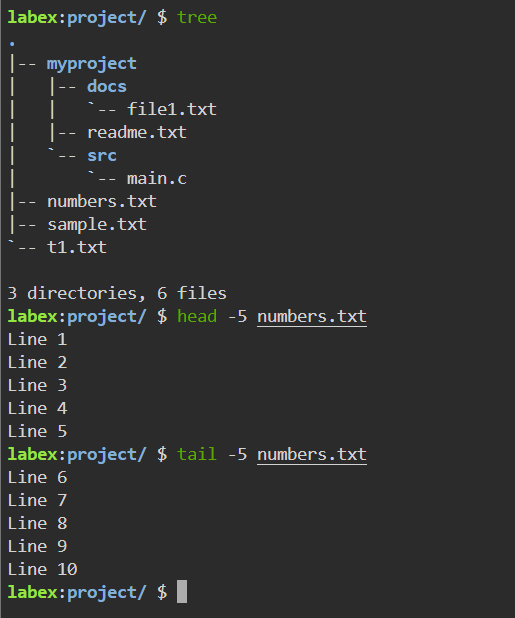 labex:project/ $ tree
.
|-- myproject
|   |-- docs
|   |   `-- file1.txt
|   |-- readme.txt
|   `-- src
|       `-- main.c
|-- numbers.txt
|-- sample.txt
`-- t1.txt

3 directories, 6 files
labex:project/ $ head -5 numbers.txt
Line 1
Line 2
Line 3
Line 4
Line 5
labex:project/ $ tail -5 numbers.txt
Line 6
Line 7
Line 8
Line 9
Line 10
labex:project/ $